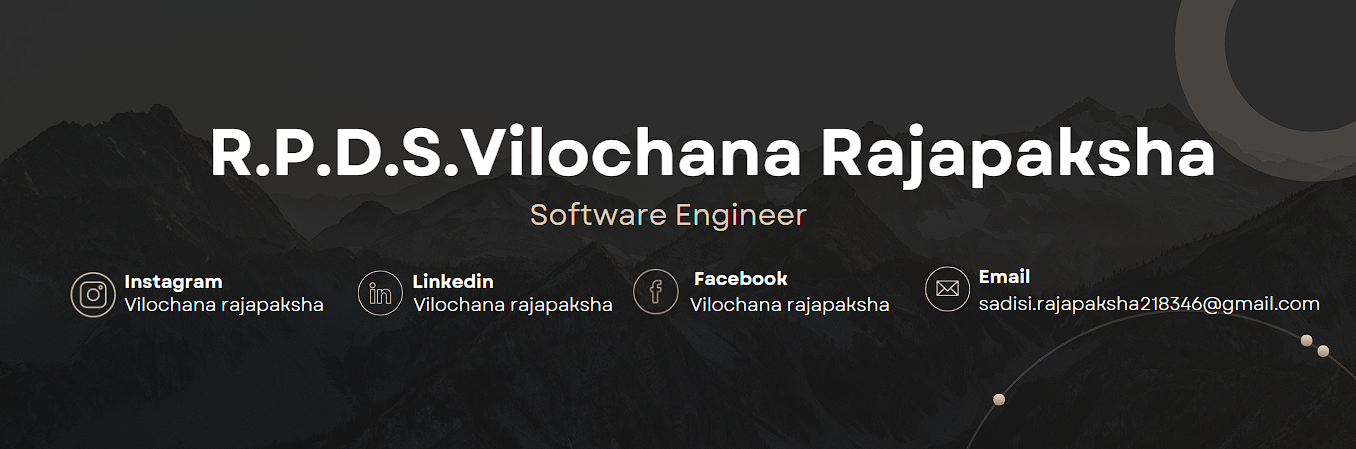 R.P.D.S.Vilochana Rajapaksha
Software Engineer
Instagram
Vilochana rajapaksha
Linkedin
Vilochana rajapaksha
Facebook
Vilochana rajapaksha
Email
sadisi.rajapaksha218346@gmail.com